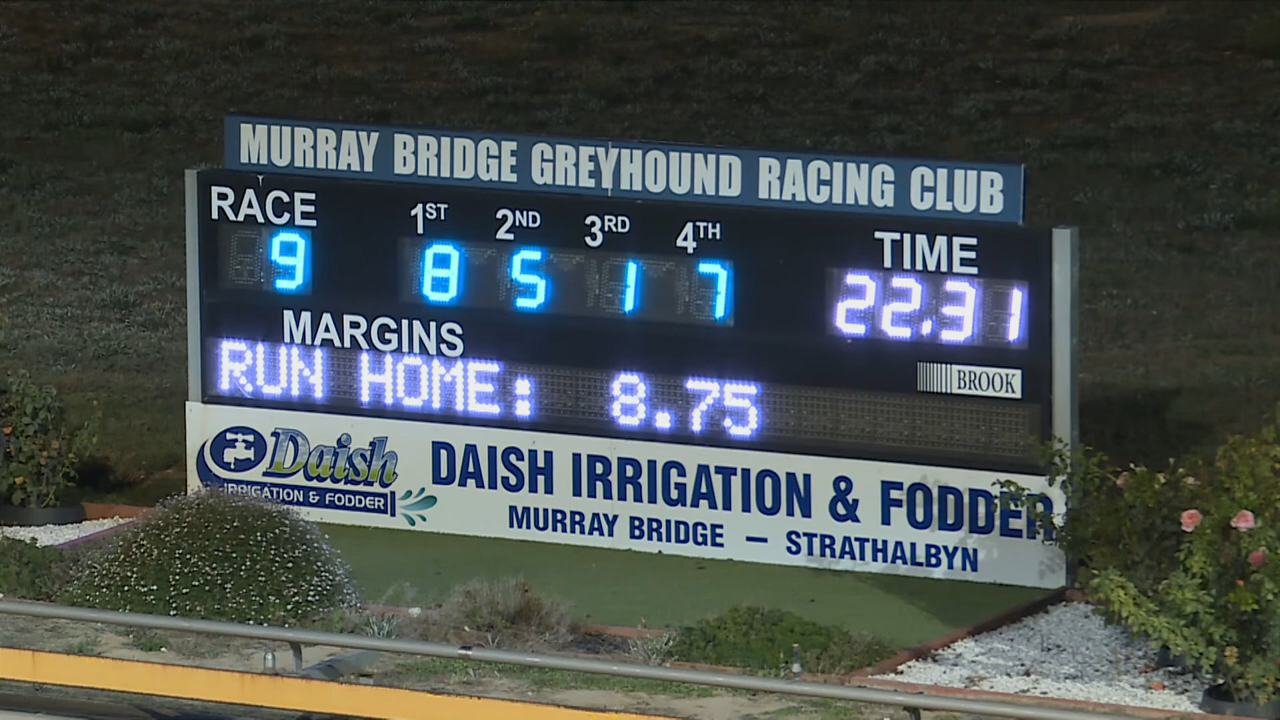 MURRAY BRIDGE GREYHOUND RACING CLUB
RACE 1ST 2ND 3RD 4TH TIME
9 8 5 1 7 22.31
MARGINS
RUN HOME: 8.75
BROOK
Daish
IRRIGATION & FODDER
DAISH IRRIGATION & FODDER
MURRAY BRIDGE — STRATHALBYN